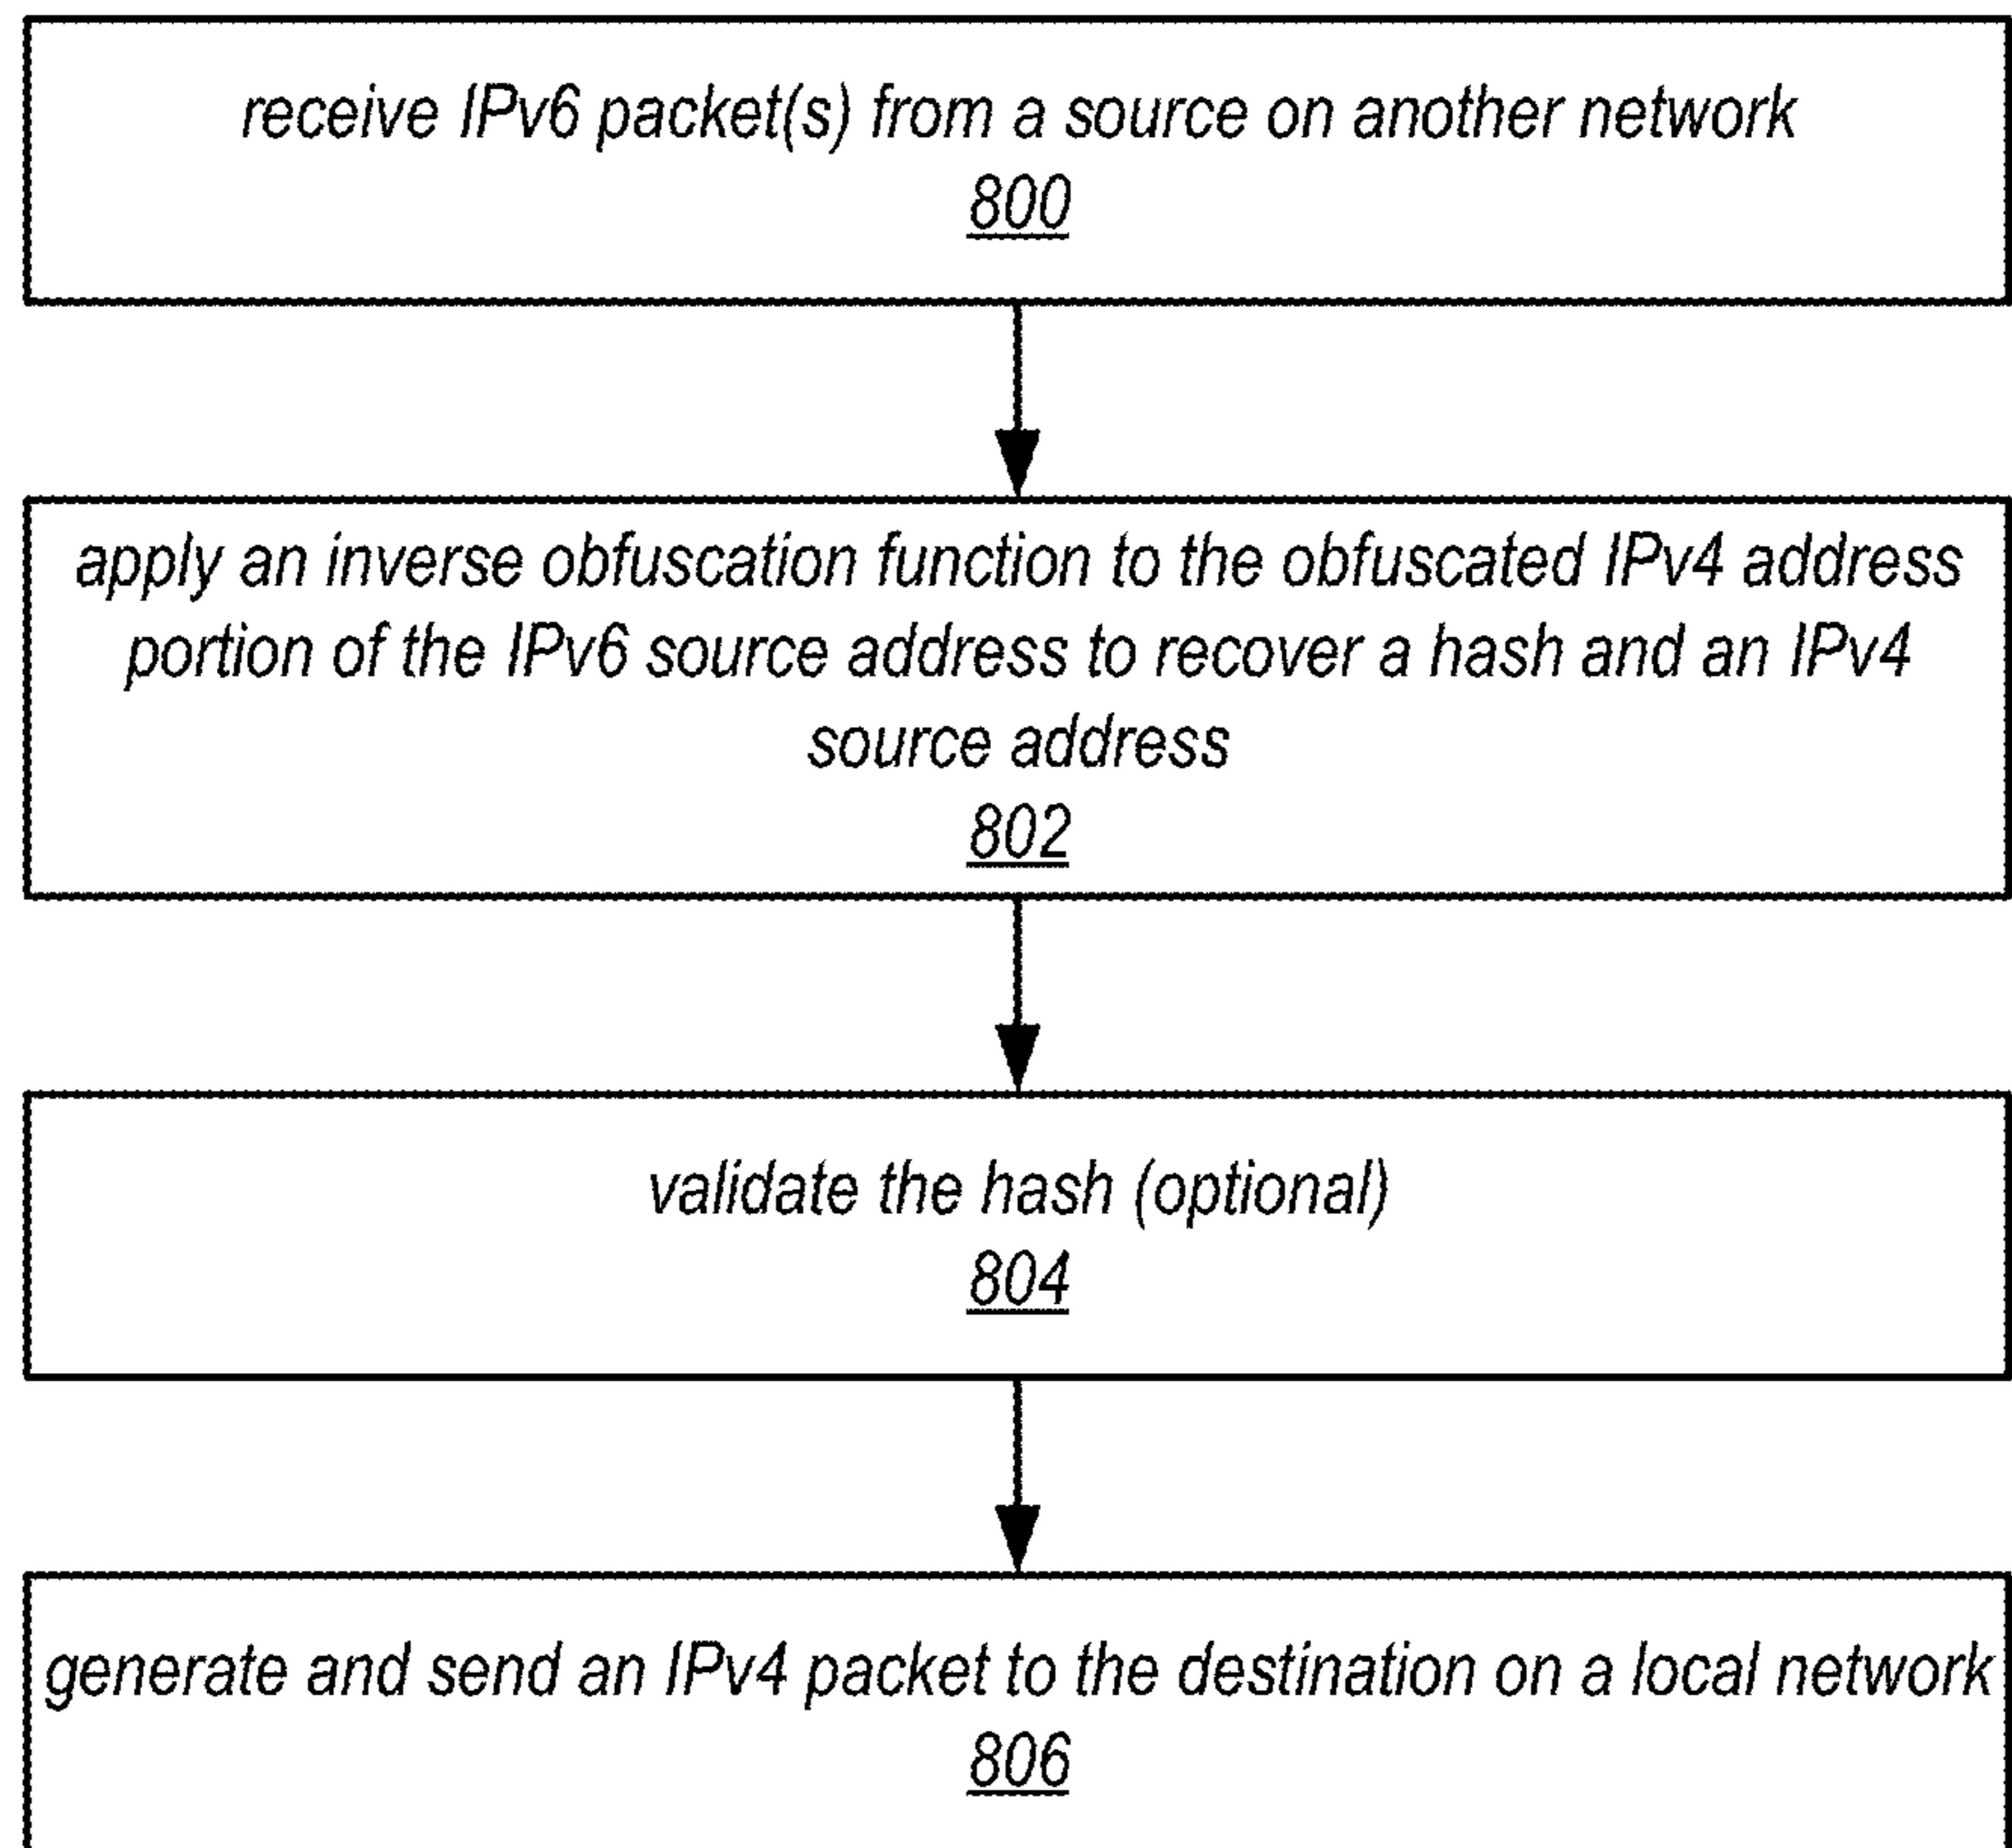 receive IPv6 packet(s) from a source on another network
800
apply an inverse obfuscation function to the obfuscated IPv4 address
portion of the IPv6 source address to recover a hash and an IPv4
source address
802
validate the hash (optional)
804
generate and send an IPv4 packet to the destination on a local network
806